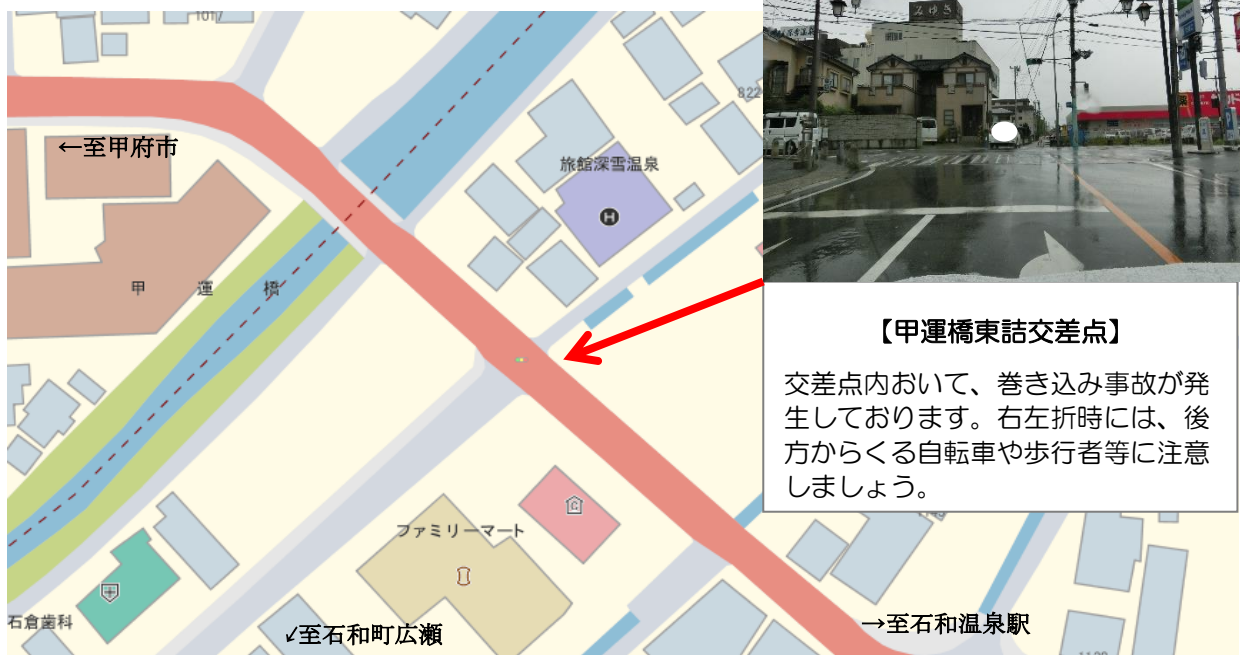 1017
822
←至甲府市
旅館深雪温泉
H
甲運橋
みゆき
【甲運橋東詰交差点】
交差点内おいて、巻き込み事故が発
生しております。右左折時には、後
方からくる自転車や歩行者等に注意
しましょう。
C
ファミリーマート
石倉歯科
↙至石和町広瀬
→至石和温泉駅